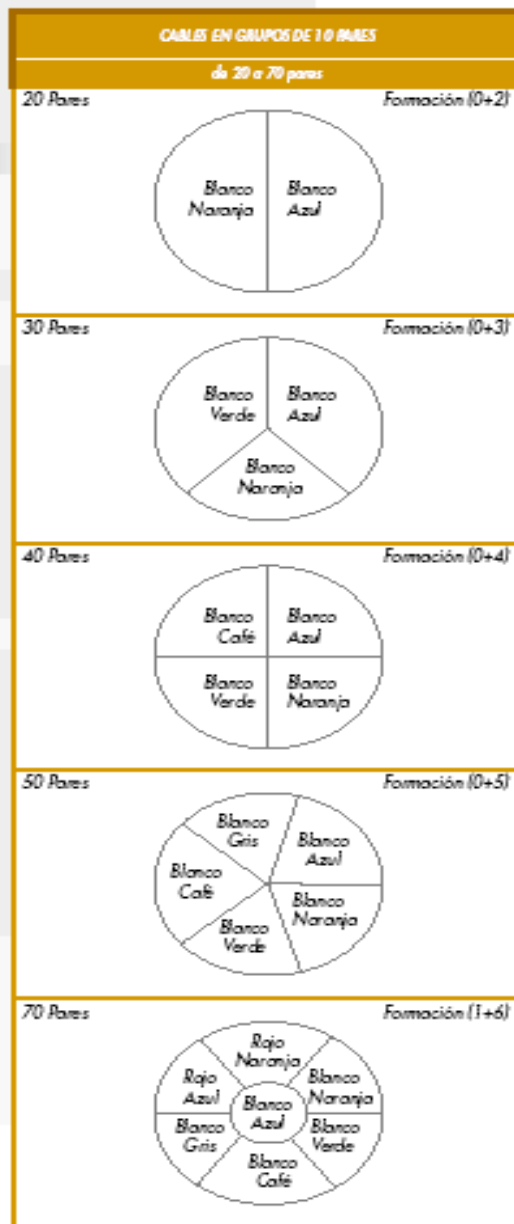 CABLES EN GRUPOS DE 10 PARES
de 20 a 70 pares
20 Pares
Formación (0+2)
Blanco
Naranja
Blanco
Azul
30 Pares
Formación (0+3)
Blanco
Verde
Blanco
Azul
Blanco
Naranja
40 Pares
Formación (0+4)
Blanco
Café
Blanco
Azul
Blanco
Verde
Blanco
Naranja
50 Pares
Formación (0+5)
Blanco
Gris
Blanco
Azul
Blanco
Café
Blanco
Naranja
Blanco
Verde
70 Pares
Formación (1+6)
Rojo
Naranja
Rojo
Azul
Blanco
Naranja
Blanco
Azul
Blanco
Gris
Blanco
Verde
Blanco
Café